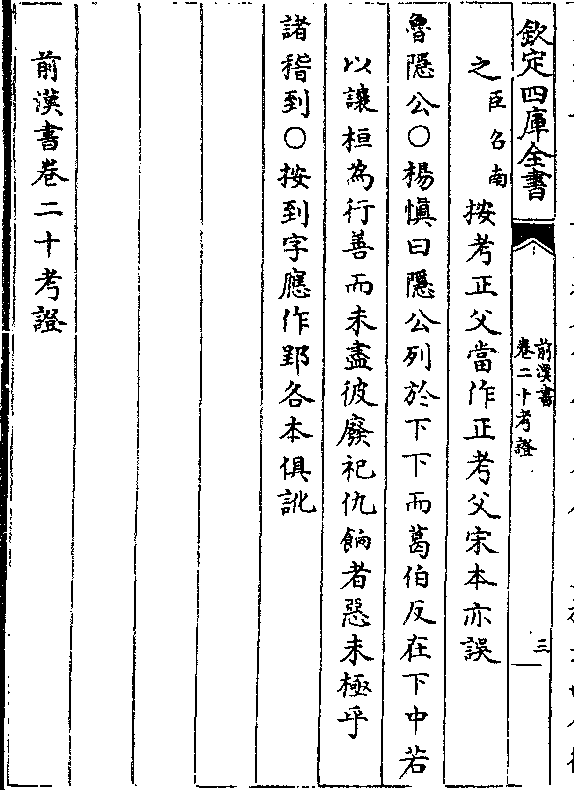 欽定四庫全書
前漢書
卷二十考證
三
之臣召南按考正父當作正考父宋本亦誤
魯隱公○楊慎曰隱公列於下下而葛伯反在下中若
以讓桓為行善而未盡彼廢祀仇餉者惡未極乎
諸稽到○按到字應作郢各本俱訛
前漢書卷二十考證